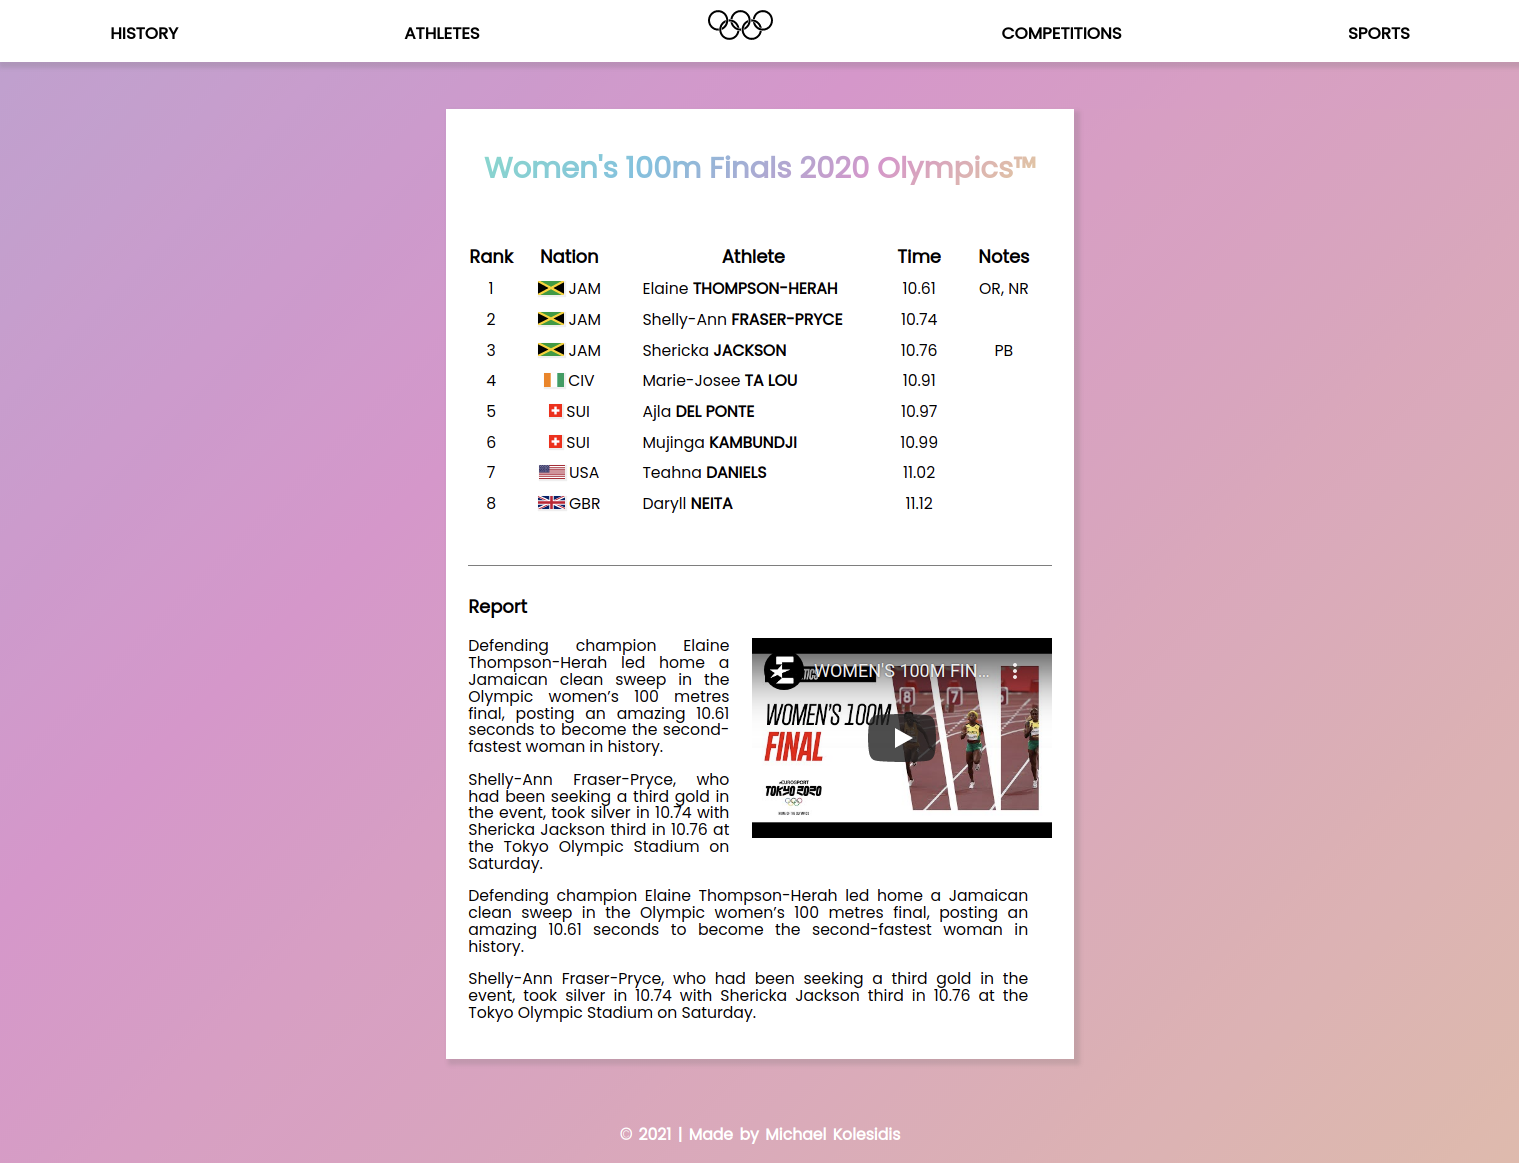 HISTORY ATHLETES COMPETITIONS SPORTS
Women's 100m Finals 2020 Olympics™
Rank Nation Athlete Time Notes
1 JAM Elaine THOMPSON-HERAH 10.61 OR, NR
2 JAM Shelly-Ann FRASER-PRYCE 10.74
3 JAM Shericka JACKSON 10.76 PB
4 CIV Marie-Josee TA LOU 10.91
5 SUI Ajla DEL PONTE 10.97
6 SUI Mujinga KAMBUNDJI 10.99
7 USA Teahna DANIELS 11.02
8 GBR Daryll NEITA 11.12
Report
Defending champion Elaine
Thompson-Herah led home a
Jamaican clean sweep in the
Olympic women’s 100 metres
final, posting an amazing 10.61
seconds to become the second-
fastest woman in history.
Shelly-Ann Fraser-Pryce, who
had been seeking a third gold in
the event, took silver in 10.74 with
Shericka Jackson third in 10.76 at
the Tokyo Olympic Stadium on
Saturday.
WOMEN'S 100M FIN...
8 7
WOMEN'S 100M
FINAL
EUROSPORT
TOKYO 2020
Defending champion Elaine Thompson-Herah led home a Jamaican
clean sweep in the Olympic women’s 100 metres final, posting an
amazing 10.61 seconds to become the second-fastest woman in
history.
Shelly-Ann Fraser-Pryce, who had been seeking a third gold in the
event, took silver in 10.74 with Shericka Jackson third in 10.76 at the
Tokyo Olympic Stadium on Saturday.
© 2021 | Made by Michael Kolesidis